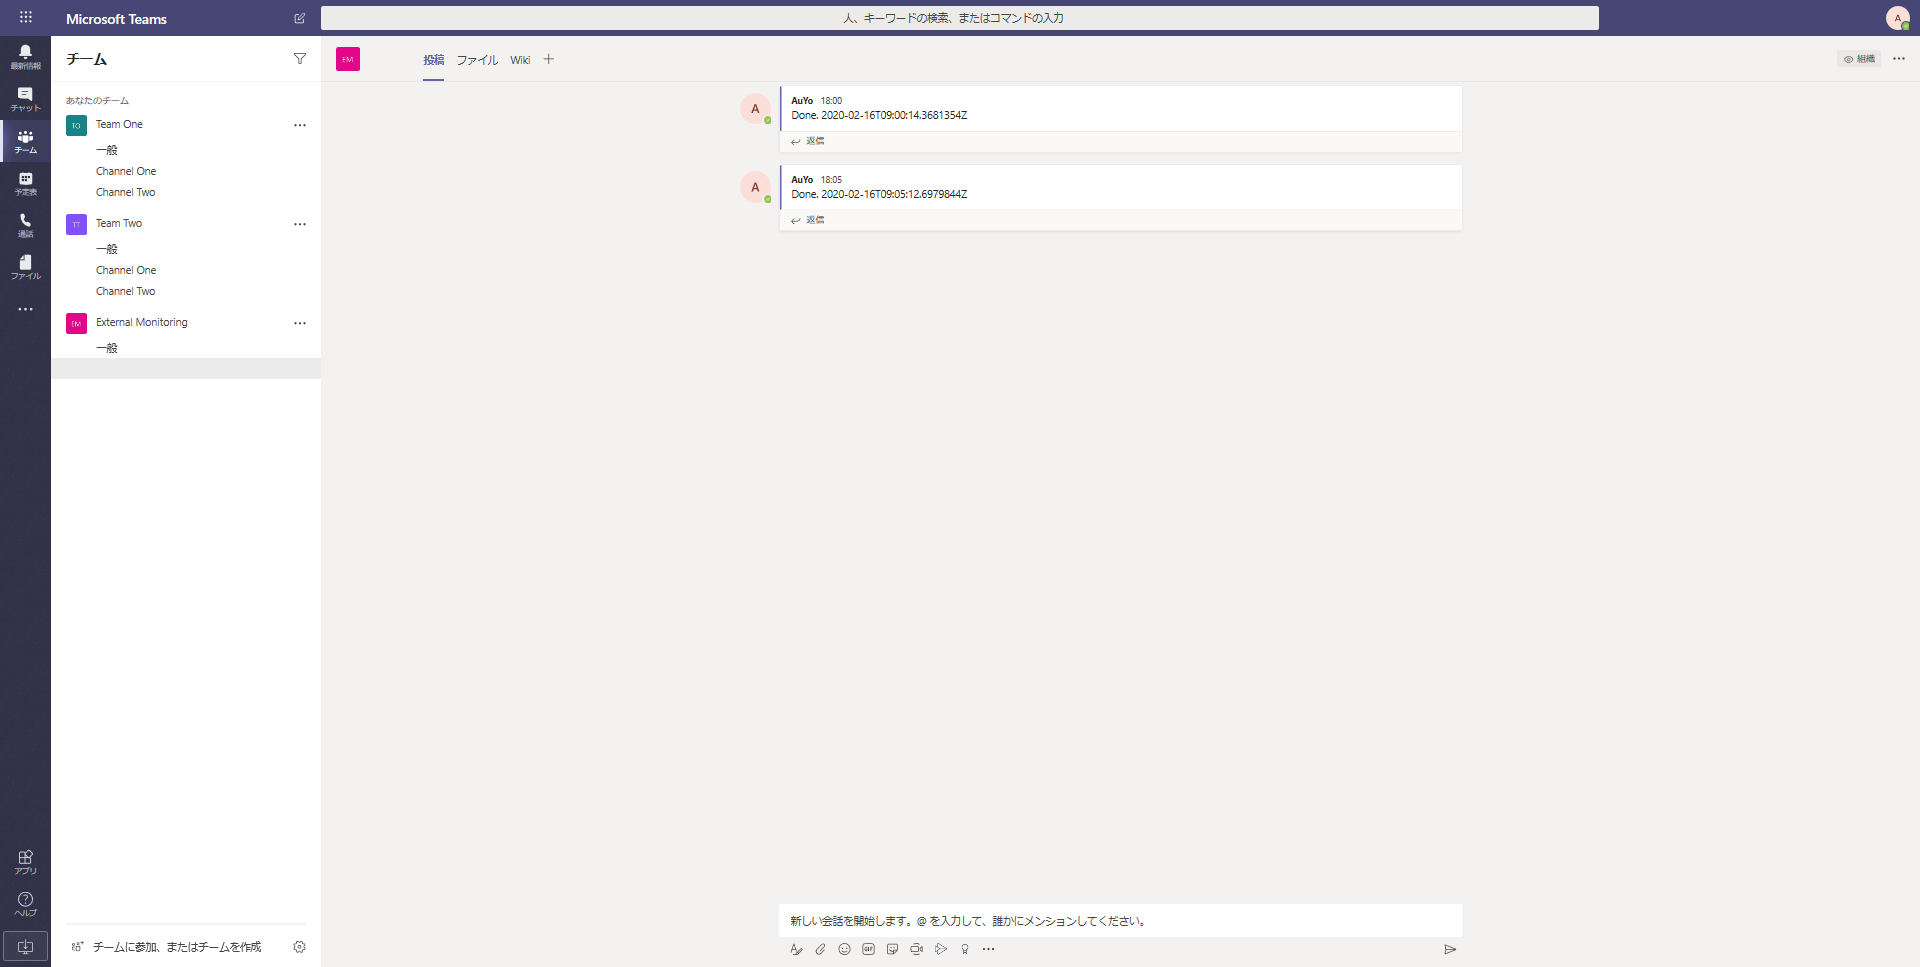 Microsoft Teams
人、キーワードの検索、またはコマンドの入力
A
最新情報
チャット
チーム
予定表
通話
ファイル
アプリ
ヘルプ
チーム
あなたのチーム
TO Team One
一般
Channel One
Channel Two
TT Team Two
一般
Channel One
Channel Two
EM External Monitoring
一般
チームに参加、またはチームを作成
EM 投稿 ファイル Wiki
組織
A
AuYo 18:00
Done. 2020-02-16T09:00:14.3681354Z
返信
A
AuYo 18:05
Done. 2020-02-16T09:05:12.6979844Z
返信
新しい会話を開始します。@ を入力して、誰かにメンションしてください。
GIF